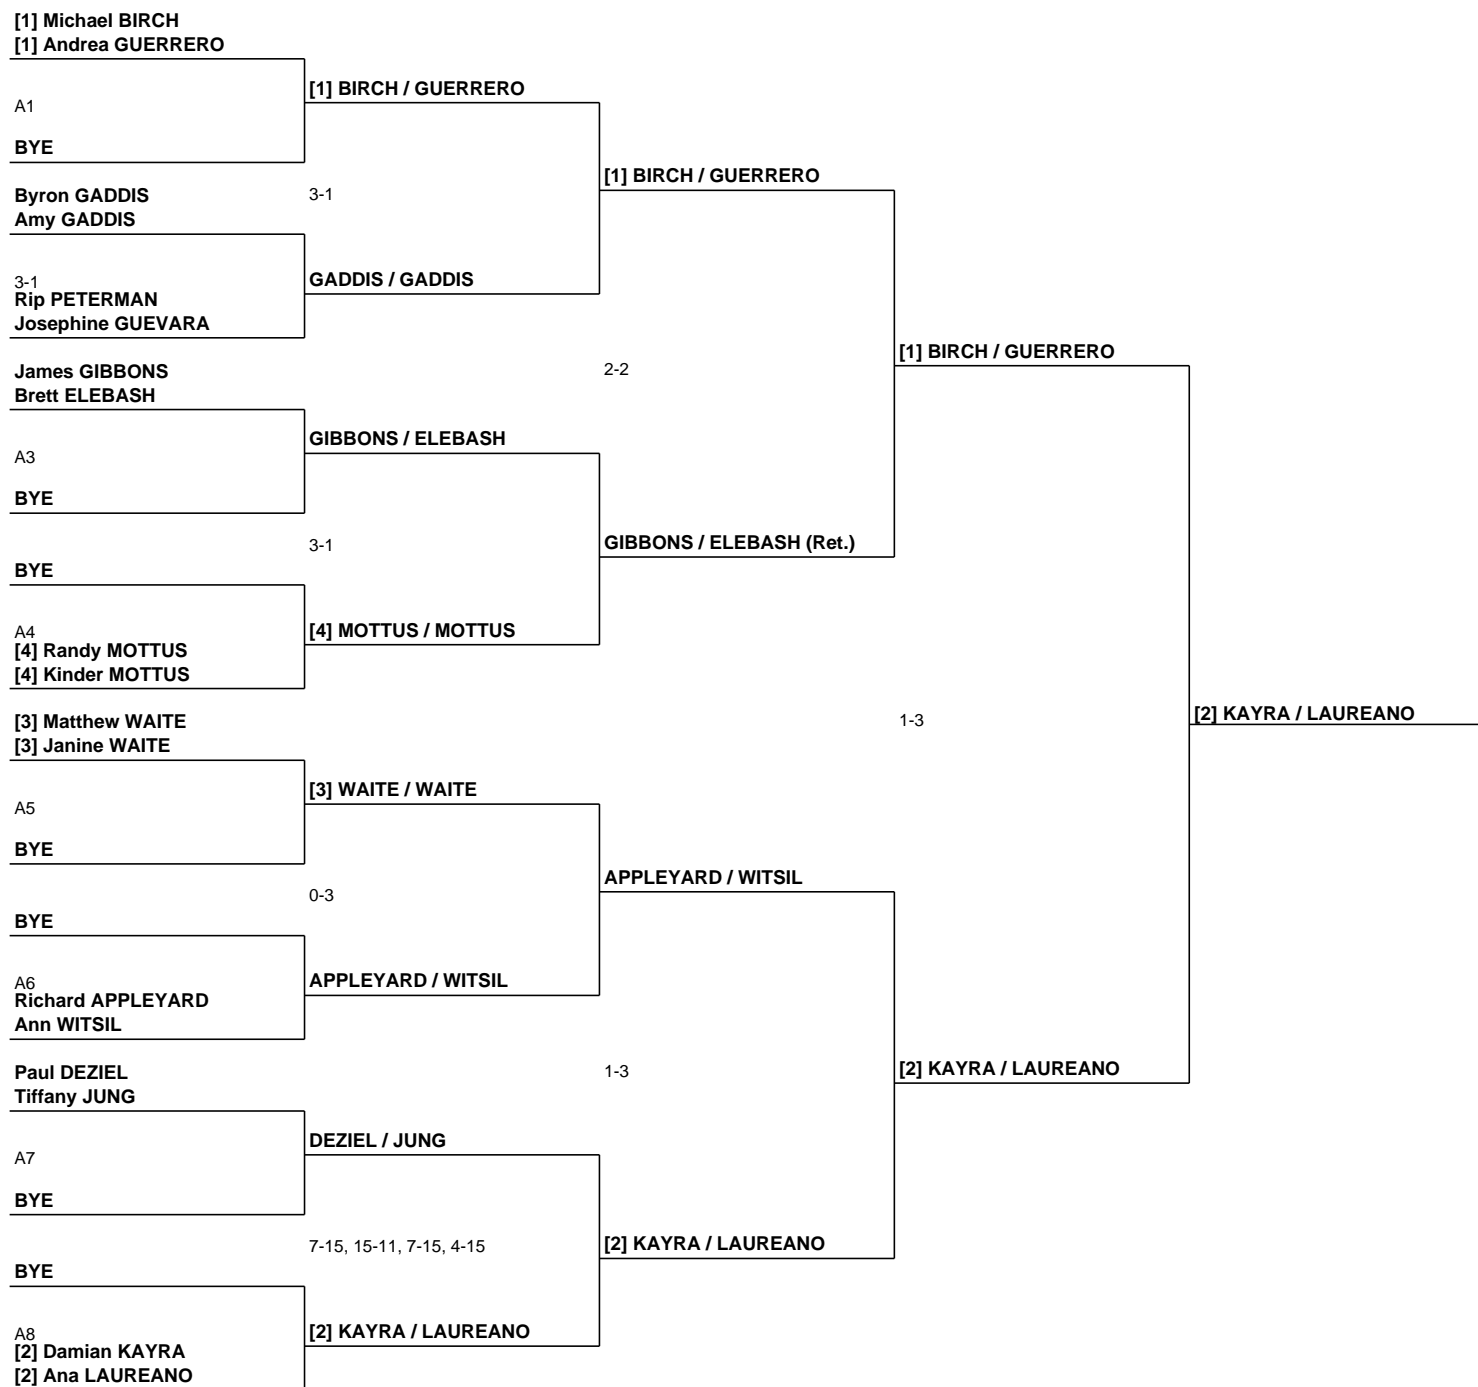 [1] Michael BIRCH
[1] Andrea GUERRERO
[1] BIRCH / GUERRERO
A1
BYE
[1] BIRCH / GUERRERO
Byron GADDIS
3-1
Amy GADDIS
GADDIS / GADDIS
3-1
Rip PETERMAN
Josephine GUEVARA
[1] BIRCH / GUERRERO
James GIBBONS
2-2
Brett ELEBASH
GIBBONS / ELEBASH
A3
BYE
3-1
GIBBONS / ELEBASH (Ret.)
BYE
A4
[4] MOTTUS / MOTTUS
[4] Randy MOTTUS
[4] Kinder MOTTUS
[3] Matthew WAITE
1-3
[2] KAYRA / LAUREANO
[3] Janine WAITE
[3] WAITE / WAITE
A5
BYE
APPLEYARD / WITSIL
0-3
BYE
A6
APPLEYARD / WITSIL
Richard APPLEYARD
Ann WITSIL
Paul DEZIEL
1-3
[2] KAYRA / LAUREANO
Tiffany JUNG
DEZIEL / JUNG
A7
BYE
7-15, 15-11, 7-15, 4-15
[2] KAYRA / LAUREANO
BYE
A8
[2] KAYRA / LAUREANO
[2] Damian KAYRA
[2] Ana LAUREANO